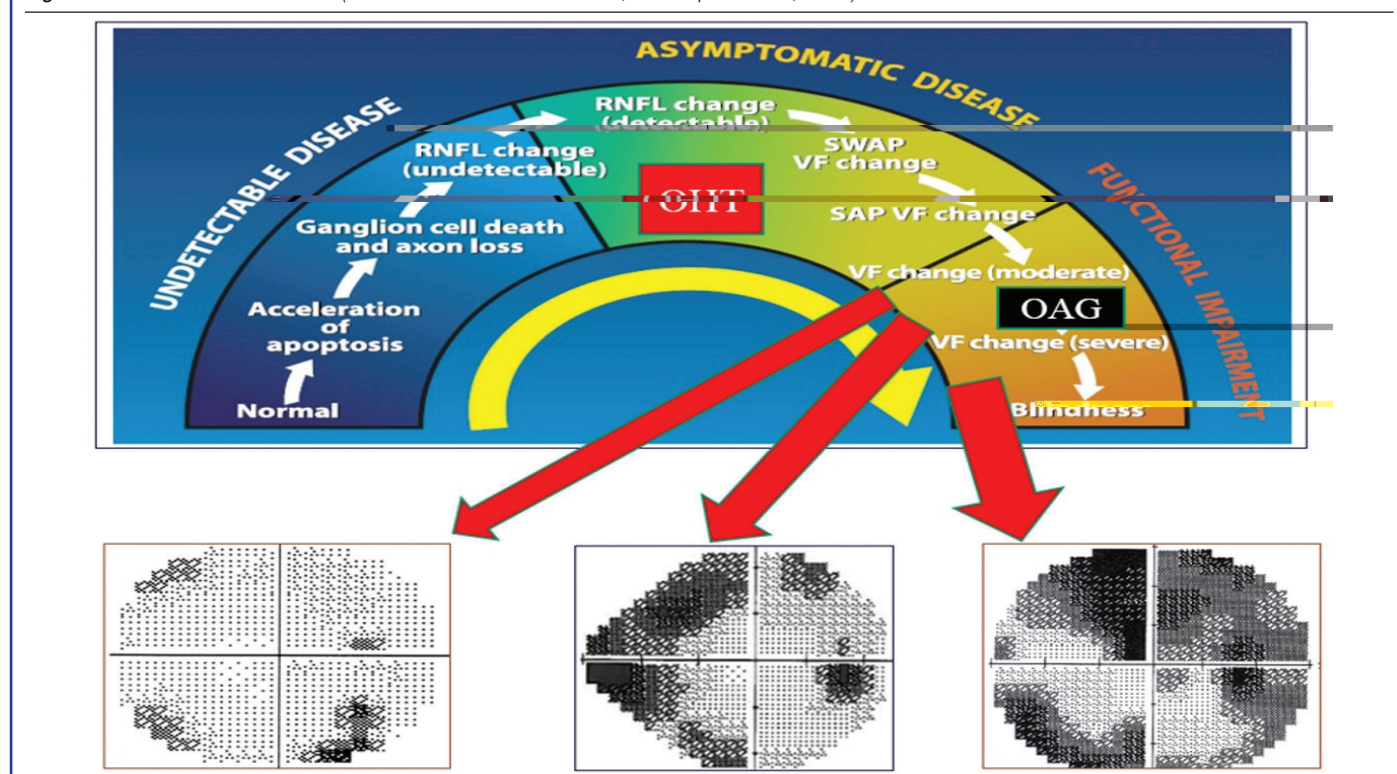 ASYMPTOMATIC DISEASE
UNDETECTABLE DISEASE
FUNCTIONAL IMPAIRMENT
Normal
Acceleration
of
apoptosis
Ganglion cell death
and axon loss
RNFL change
(undetectable)
RNFL change
(detectable)
OHT
SWAP
VF change
SAP VF change
VF change (moderate)
OAG
VF change (severe)
Blindness